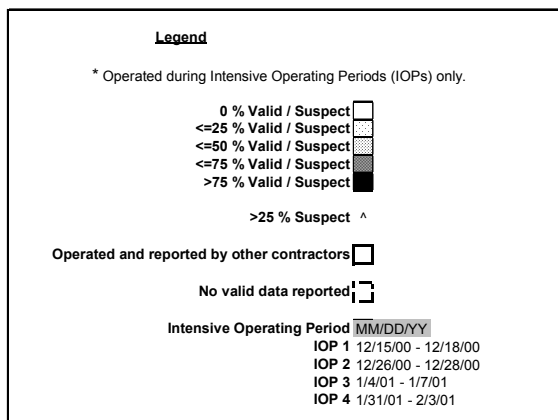 Legend
* Operated during Intensive Operating Periods (IOPs) only.
0 % Valid / Suspect
<=25 % Valid / Suspect
<=50 % Valid / Suspect
<=75 % Valid / Suspect
>75 % Valid / Suspect
>25 % Suspect ^
Operated and reported by other contractors
No valid data reported
Intensive Operating Period MM/DD/YY
IOP 1 12/15/00 - 12/18/00
IOP 2 12/26/00 - 12/28/00
IOP 3 1/4/01 - 1/7/01
IOP 4 1/31/01 - 2/3/01